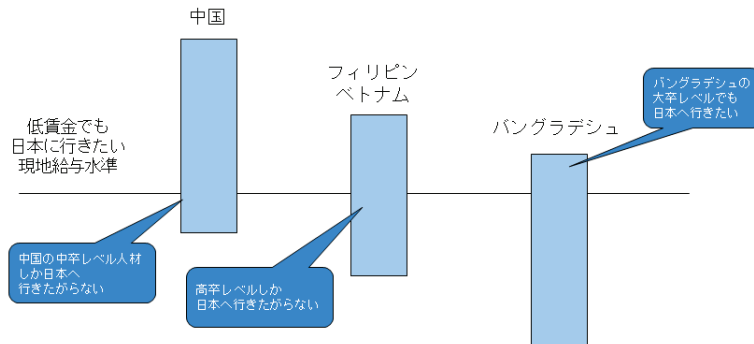 中国
フィリピン
ベトナム
バングラデシュ
バングラデシュの
大卒レベルでも
日本へ行きたい
低賃金でも
日本に行きたい
現地給与水準
中国の中卒レベル人材
しか日本へ
行きたがらない
高卒レベルしか
日本へ行きたがらない